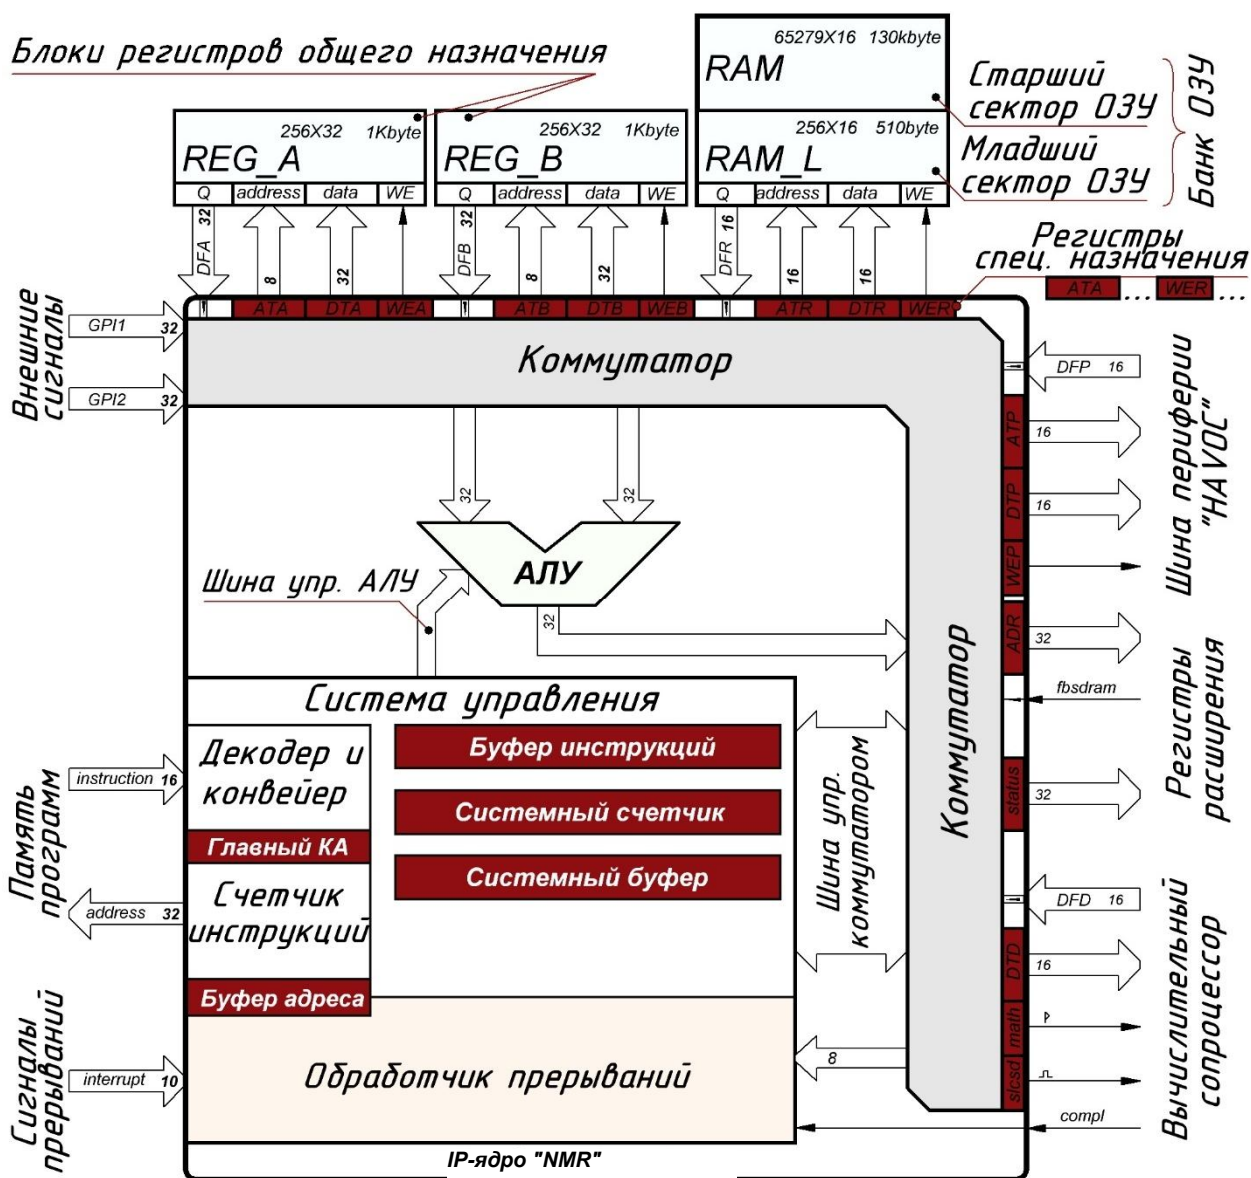 Блоки регистров общего назначения
65279X16 130kbyte
RAM
Старший
сектор ОЗУ
Банк ОЗУ
256X32 1Kbyte
REG_A
256X32 1Kbyte
REG_B
256X16 510byte
RAM_L
Младший
сектор ОЗУ
Q address data WE
Q address data WE
Q address data WE
DFA 32
8
32
DFB 32
8
32
DFR 16
16
16
Регистры
спец. назначения
ATA ... WER ...
ATA DTA WEA
ATB DTB WEB
ATR DTR WER
Внешние
сигналы
GPI1 32
GPI2 32
Коммутатор
DFP 16
ATP
16
DTP
16
WEP
Шина периферии
"HAVOC"
32
32
АЛУ
32
Шина упр. АЛУ
Коммутатор
ADR
32
fbsdram
status
32
Регистры
расширения
Система управления
Декодер и
конвейер
Главный КА
Счетчик
инструкций
Буфер адреса
Буфер инструкций
Системный счетчик
Системный буфер
Шина упр.
коммутатором
Память
программ
instruction 16
address 32
DFD 16
DTD
16
math
slcsd
compl
Вычислительный
сопроцессор
Сигналы
прерываний
interrupt 10
Обработчик прерываний
8
IP-ядро "NMR"